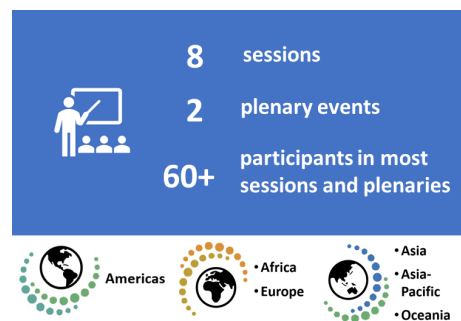 8 sessions
2 plenary events
60+ participants in most
sessions and plenaries
Americas
• Africa
• Europe
• Asia
• Asia-
Pacific
• Oceania